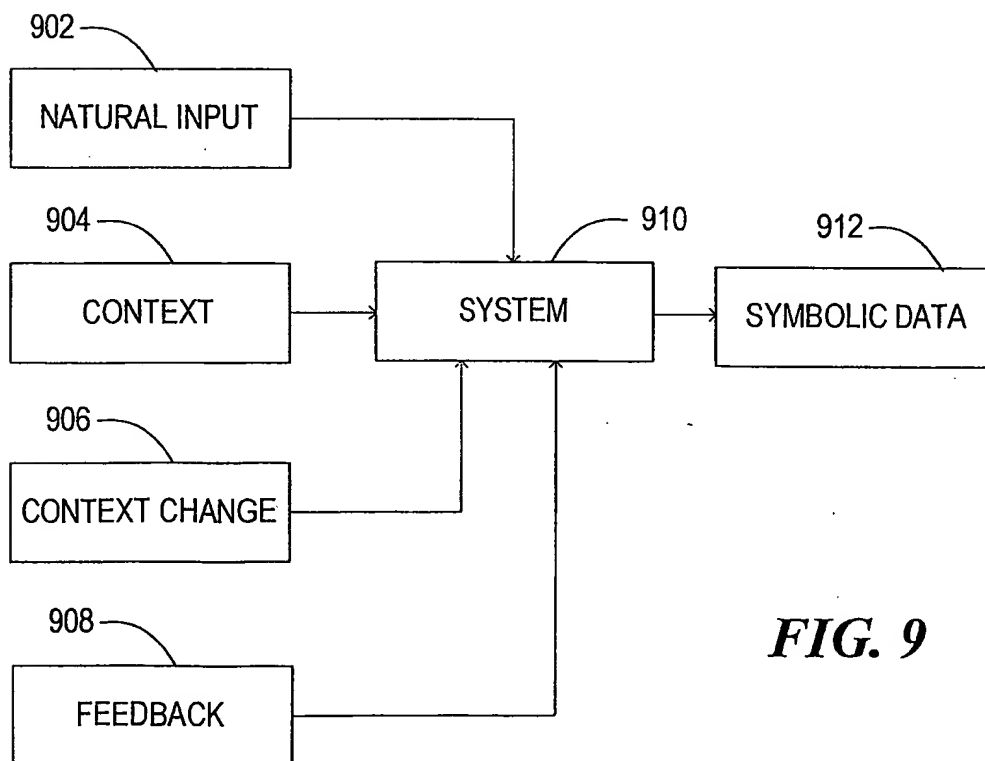 902
NATURAL INPUT
904
CONTEXT
910
SYSTEM
912
SYMBOLIC DATA
906
CONTEXT CHANGE
908
FEEDBACK
FIG. 9